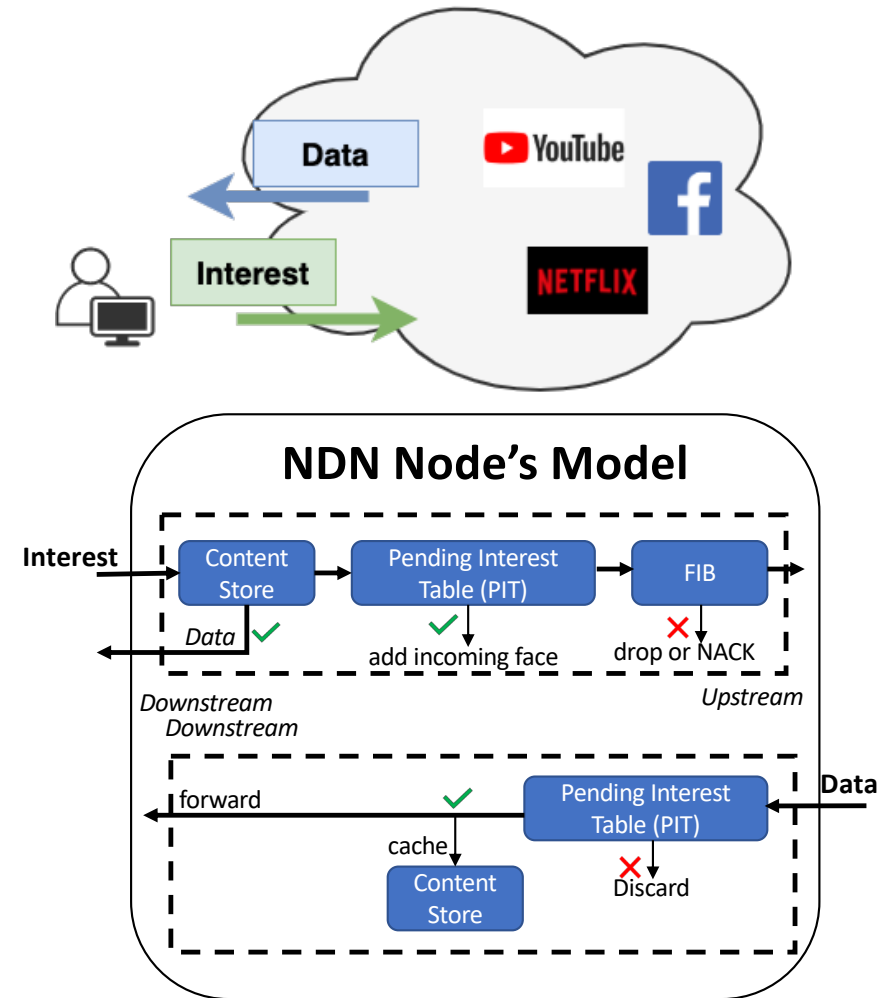 Data
YouTube
f
Interest
NETFLIX
NDN Node’s Model
Interest
Content
Store
Pending Interest
Table (PIT)
FIB
Data
add incoming face
drop or NACK
Downstream
Upstream
Downstream
forward
Pending Interest
Table (PIT)
Data
cache
Discard
Content
Store